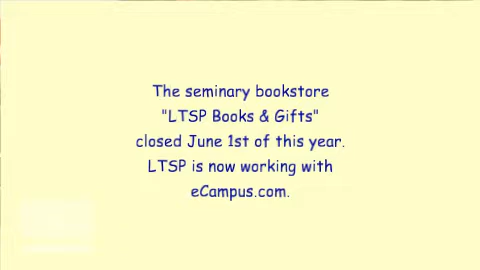 The seminary bookstore
"LTSP Books & Gifts"
closed June 1st of this year.
LTSP is now working with
eCampus.com.